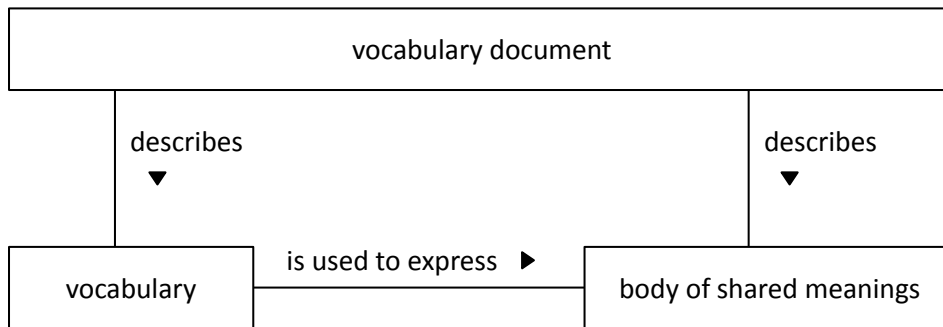 vocabulary document
describes
describes
is used to express
vocabulary
body of shared meanings